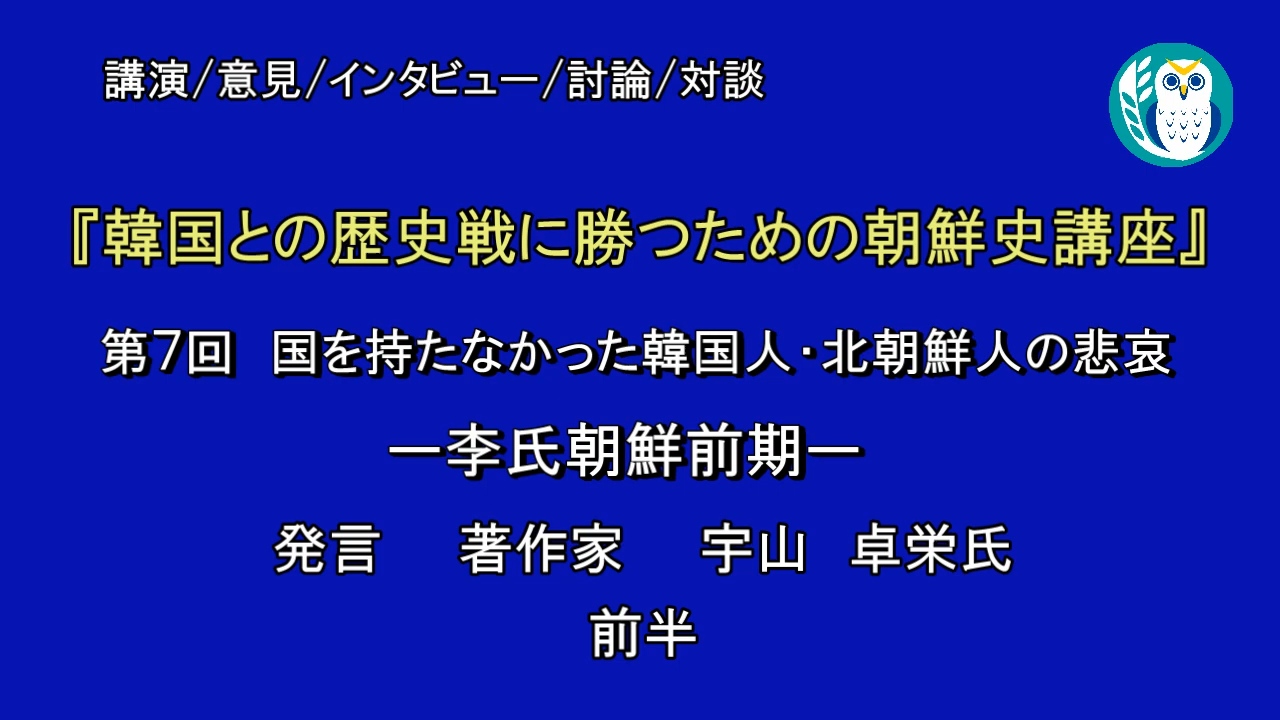 講演/意見/インタビュー/討論/対談
『韓国との歴史戦に勝つための朝鮮史講座』
第7回　国を持たなかった韓国人・北朝鮮人の悲哀
ー李氏朝鮮前期ー
発言　著作家　宇山　卓栄氏
前半